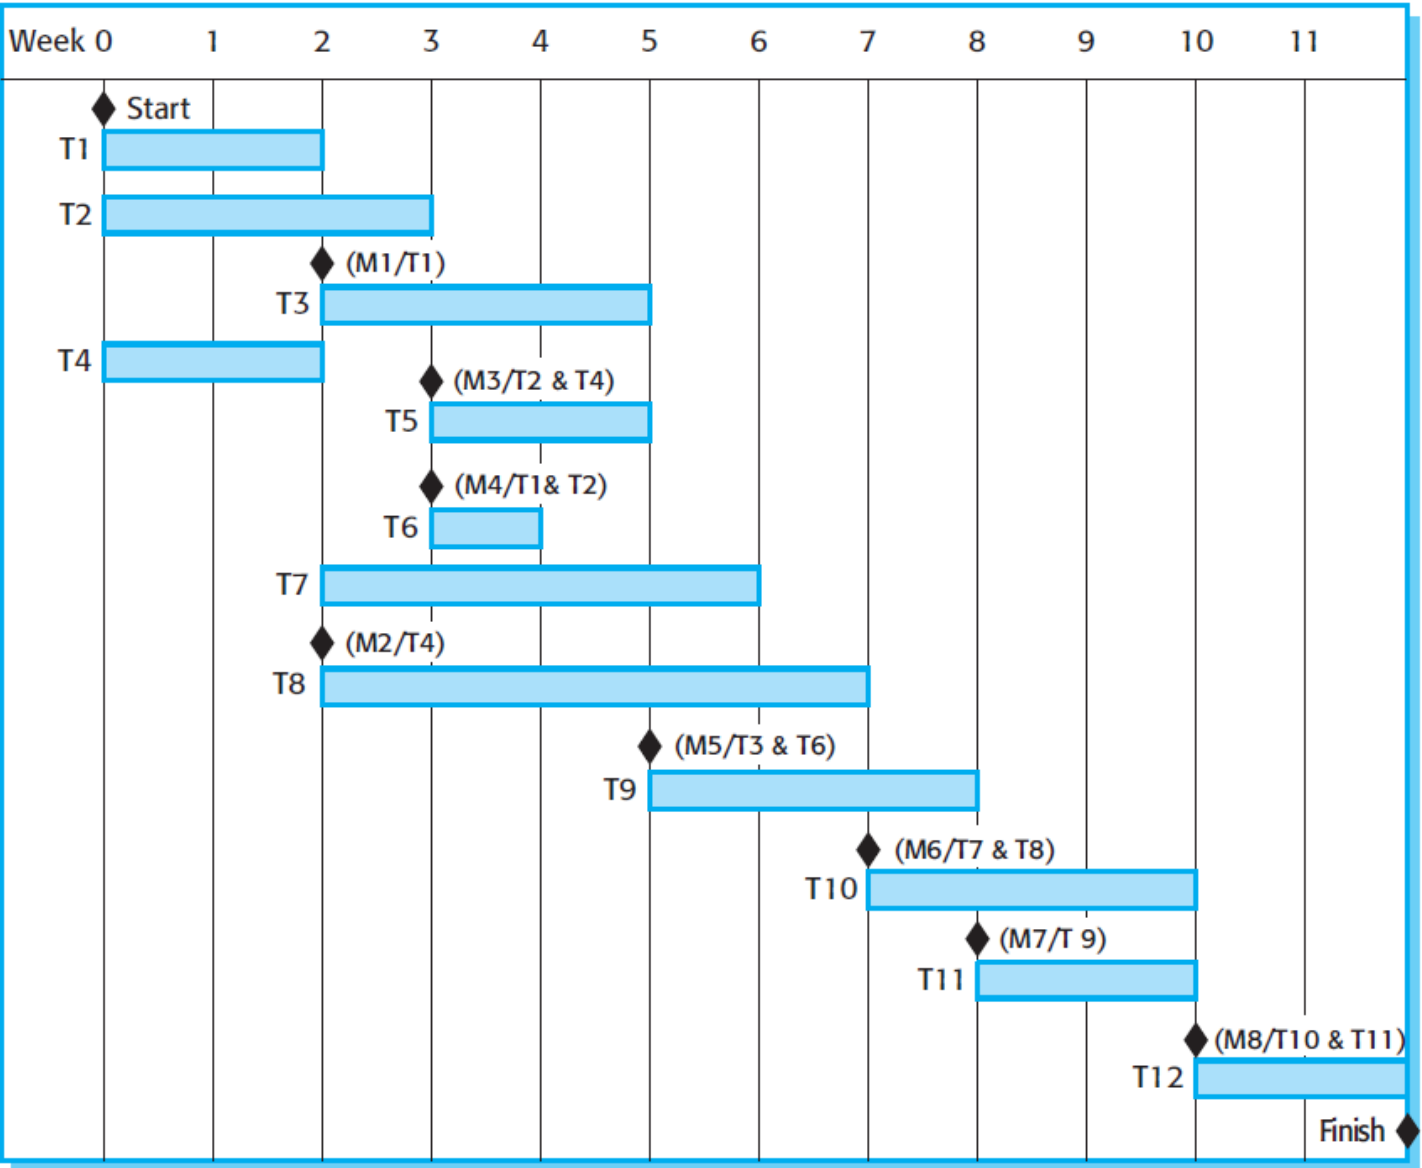 Week 0 1 2 3 4 5 6 7 8 9 10 11
Start
T1
T2
(M1/T1)
T3
T4
(M3/T2 & T4)
T5
(M4/T1& T2)
T6
T7
(M2/T4)
T8
(M5/T3 & T6)
T9
(M6/T7 & T8)
T10
(M7/T 9)
T11
(M8/T10 & T11)
T12
Finish